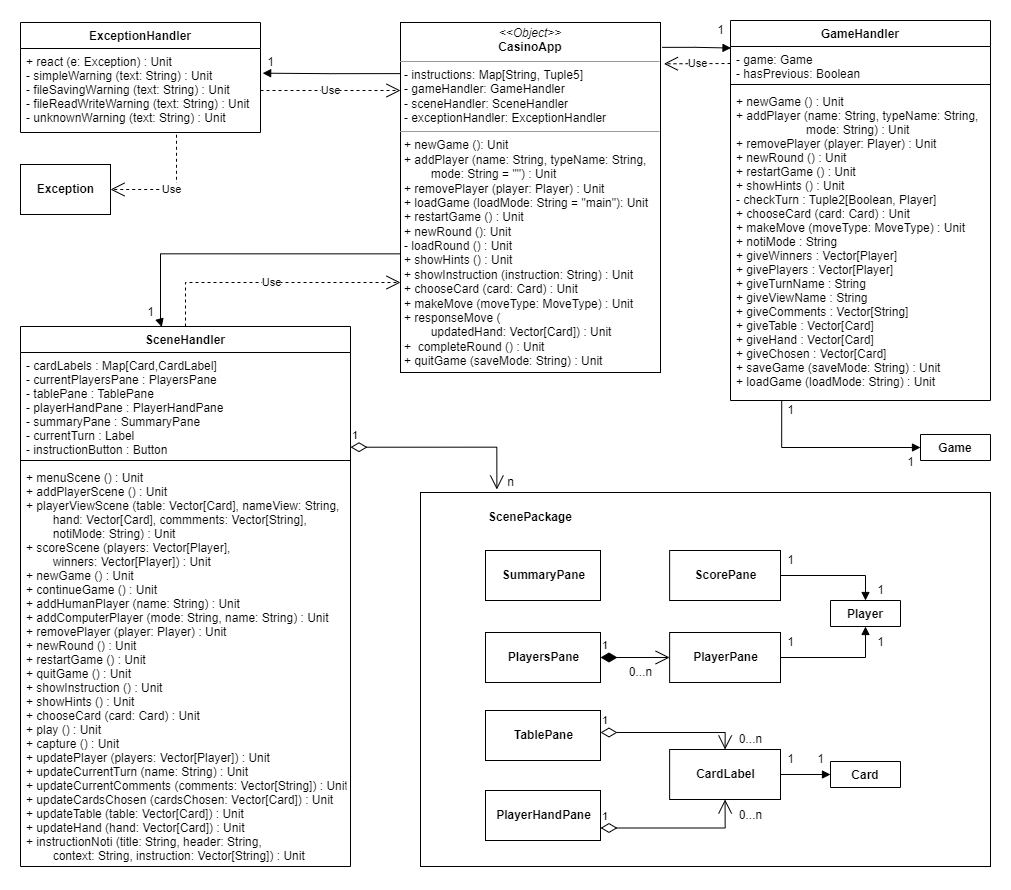 ExceptionHandler
+ react (e: Exception) : Unit
- simpleWarning (text: String) : Unit
- fileSavingWarning (text: String) : Unit
- fileReadWriteWarning (text: String) : Unit
- unknownWarning (text: String) : Unit
Exception
Use
1
Use
<<Object>>
CasinoApp
- instructions: Map[String, Tuple5]
- gameHandler: GameHandler
- sceneHandler: SceneHandler
- exceptionHandler: ExceptionHandler
+ newGame (): Unit
+ addPlayer (name: String, typeName: String,
mode: String = "") : Unit
+ removePlayer (player: Player) : Unit
+ loadGame (loadMode: String = "main"): Unit
+ restartGame () : Unit
+ newRound (): Unit
- loadRound () : Unit
+ showHints () : Unit
+ showInstruction (instruction: String) : Unit
+ chooseCard (card: Card) : Unit
+ makeMove (moveType: MoveType) : Unit
+ responseMove (
updatedHand: Vector[Card]) : Unit
+ completeRound () : Unit
+ quitGame (saveMode: String) : Unit
1
Use
GameHandler
- game: Game
- hasPrevious: Boolean
+ newGame () : Unit
+ addPlayer (name: String, typeName: String,
mode: String) : Unit
+ removePlayer (player: Player) : Unit
+ newRound () : Unit
+ restartGame () : Unit
+ showHints () : Unit
- checkTurn : Tuple2[Boolean, Player]
+ chooseCard (card: Card) : Unit
+ makeMove (moveType: MoveType) : Unit
+ notiMode : String
+ giveWinners : Vector[Player]
+ givePlayers : Vector[Player]
+ giveTurnName : String
+ giveViewName : String
+ giveComments : Vector[String]
+ giveTable : Vector[Card]
+ giveHand : Vector[Card]
+ giveChosen : Vector[Card]
+ saveGame (saveMode: String) : Unit
+ loadGame (loadMode: String) : Unit
1
1
Game
Use
1
SceneHandler
- cardLabels : Map[Card,CardLabel]
- currentPlayersPane : PlayersPane
- tablePane : TablePane
- playerHandPane : PlayerHandPane
- summaryPane : SummaryPane
- currentTurn : Label
- instructionButton : Button
+ menuScene () : Unit
+ addPlayerScene () : Unit
+ playerViewScene (table: Vector[Card], nameView: String,
hand: Vector[Card], commments: Vector[String],
notiMode: String) : Unit
+ scoreScene (players: Vector[Player],
winners: Vector[Player]) : Unit
+ newGame () : Unit
+ continueGame () : Unit
+ addHumanPlayer (name: String) : Unit
+ addComputerPlayer (mode: String, name: String) : Unit
+ removePlayer (player: Player) : Unit
+ newRound () : Unit
+ restartGame () : Unit
+ quitGame () : Unit
+ showInstruction () : Unit
+ showHints () : Unit
+ chooseCard (card: Card) : Unit
+ play () : Unit
+ capture () : Unit
+ updatePlayer (players: Vector[Player]) : Unit
+ updateCurrentTurn (name: String) : Unit
+ updateCurrentComments (comments: Vector[String]) : Unit
+ updateCardsChosen (cardsChosen: Vector[Card]) : Unit
+ updateTable (table: Vector[Card]) : Unit
+ updateHand (hand: Vector[Card]) : Unit
+ instructionNoti (title: String, header: String,
context: String, instruction: Vector[String]) : Unit
1
n
ScenePackage
SummaryPane
ScorePane
1
1
Player
PlayersPane
1
0...n
PlayerPane
1
1
TablePane
1
0...n
CardLabel
1
1
Card
PlayerHandPane
1
0...n